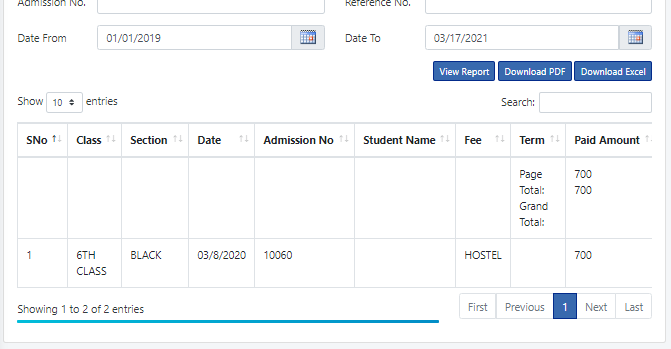 Admission No. Reference No.
Date From 01/01/2019 Date To 03/17/2021
View Report Download PDF Download Excel
Show 10 entries Search:
SNo Class Section Date Admission No Student Name Fee Term Paid Amount
Page 700
Total: 700
Grand
Total:
1 6TH BLACK 03/8/2020 10060 HOSTEL 700
CLASS
Showing 1 to 2 of 2 entries First Previous 1 Next Last